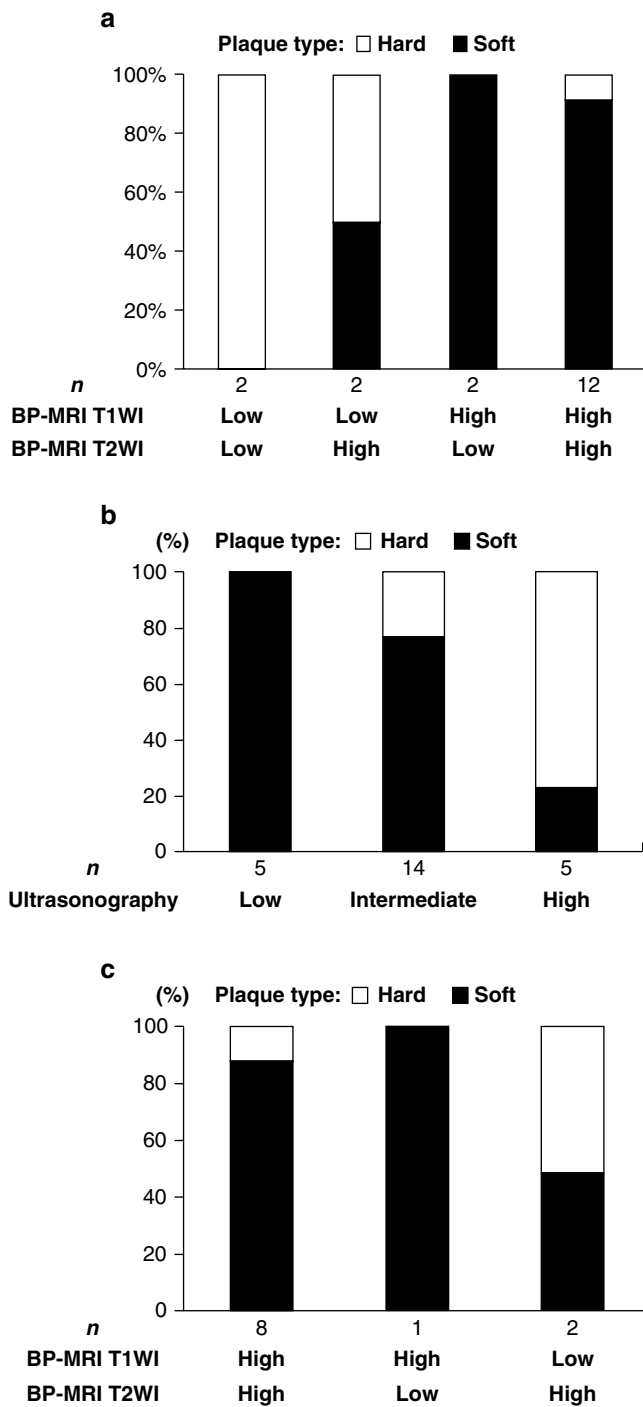 a
Plaque type: Hard Soft
100%
80%
60%
40%
20%
0%
n 2 2 2 12
BP-MRI T1WI Low Low High High
BP-MRI T2WI Low High Low High
b
(%) Plaque type: Hard Soft
100
80
60
40
20
0
n 5 14 5
Ultrasonography Low Intermediate High
c
(%) Plaque type: Hard Soft
100
80
60
40
20
0
n 8 1 2
BP-MRI T1WI High High Low
BP-MRI T2WI High Low High